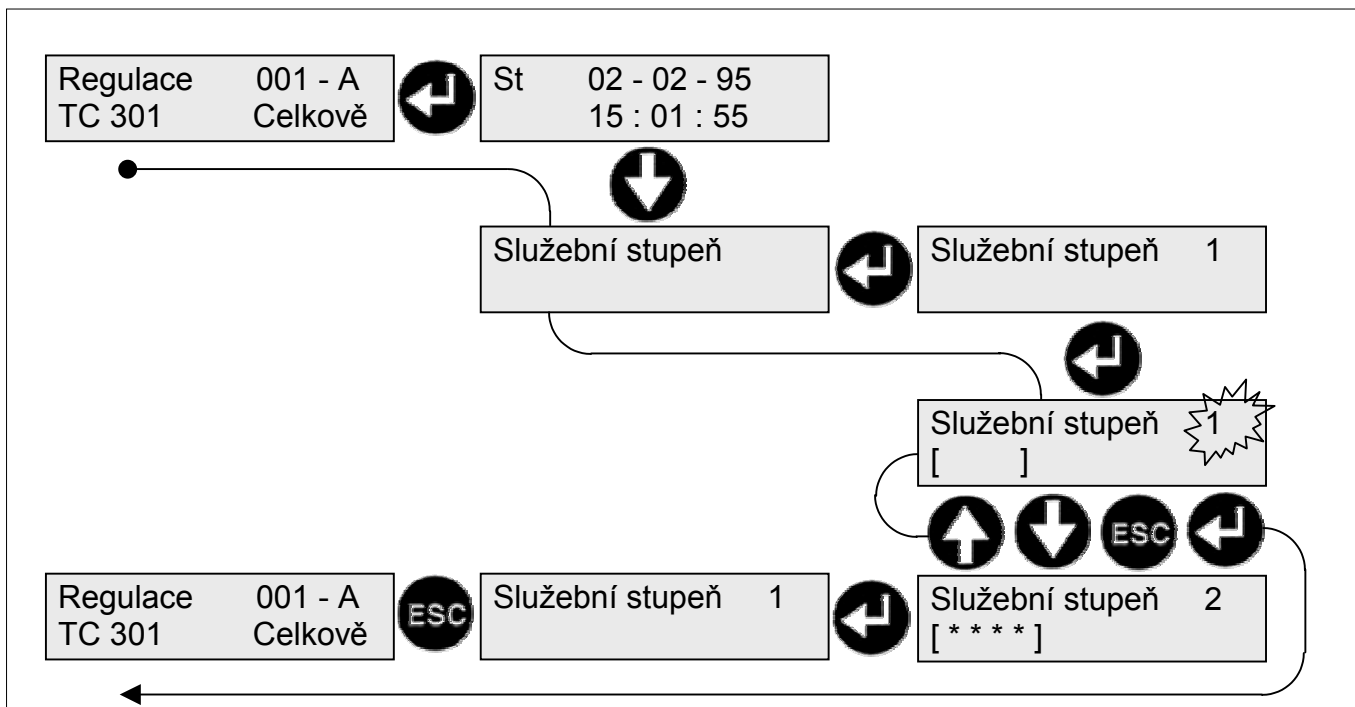 Regulace 001 - A
TC 301 Celkově
St 02 - 02 - 95
15 : 01 : 55
Služební stupeň
Služební stupeň 1
Služební stupeň 1
[ ]
ESC
Regulace 001 - A
TC 301 Celkově
ESC
Služební stupeň 1
Služební stupeň 2
[ * * * * ]